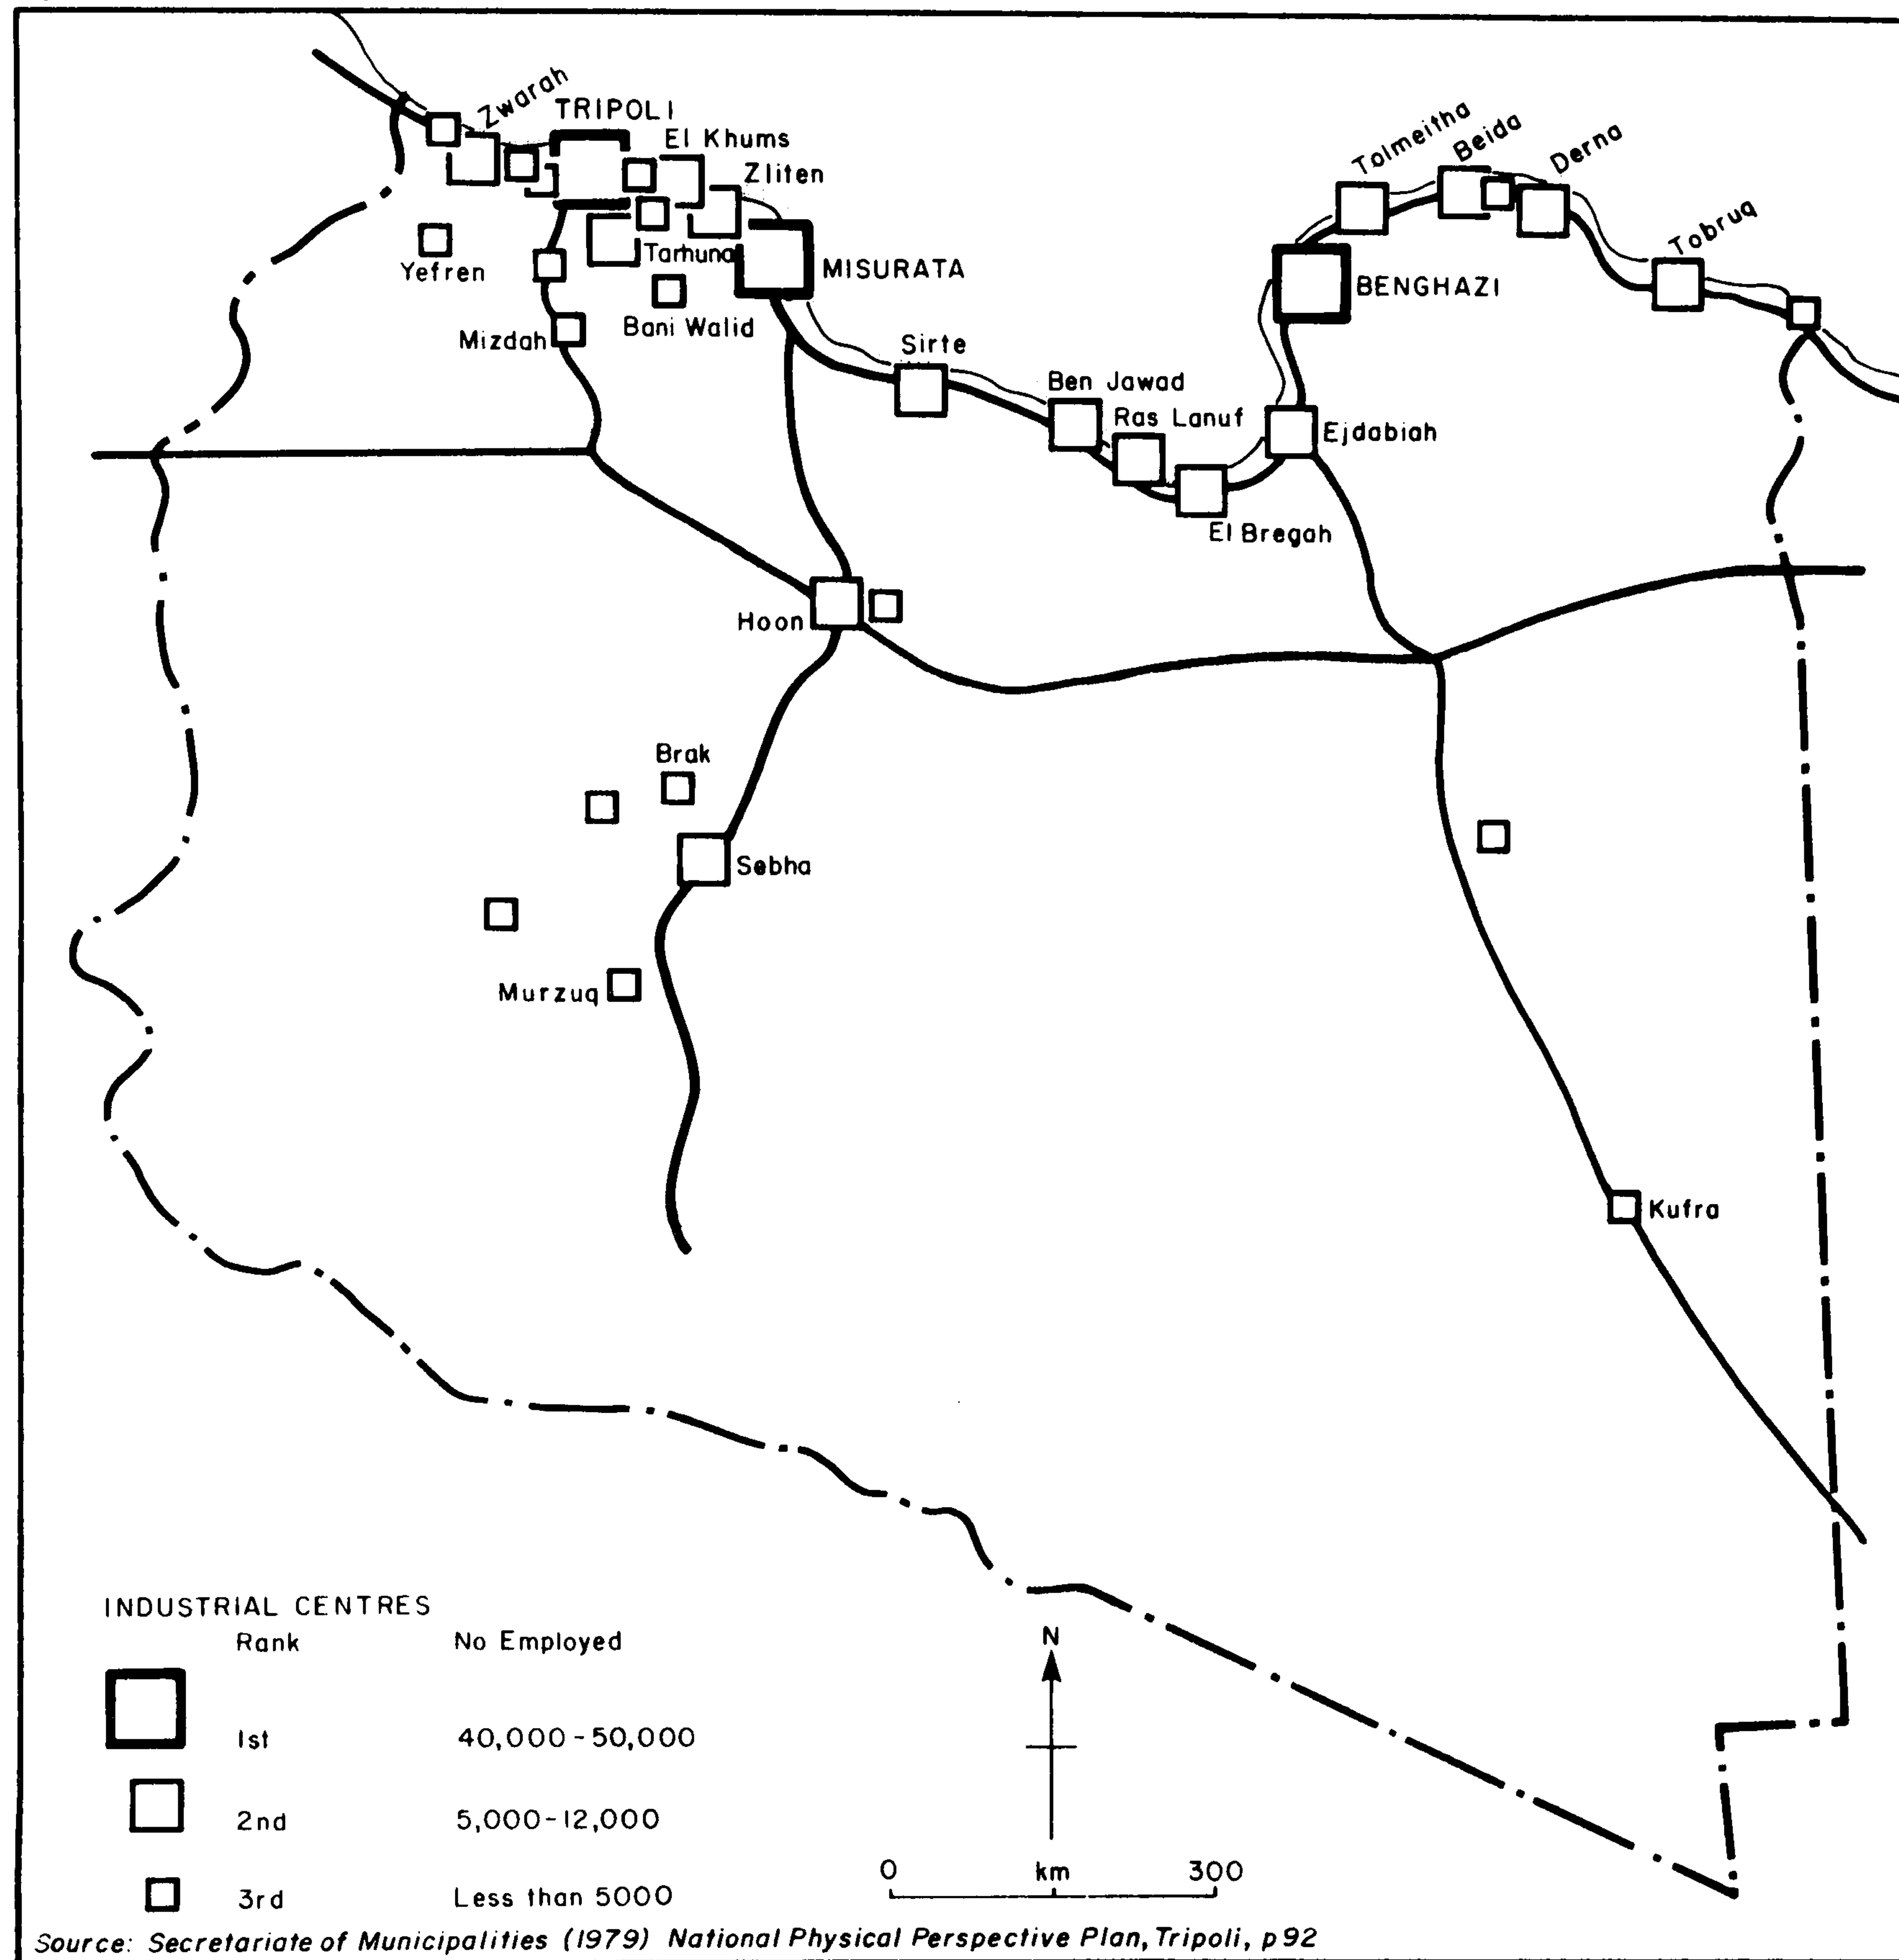 Zwarah
TRIPOLI
El Khums
Zliten
Tarhuna
MISURATA
Yefren
Bani Walid
Mizdah
Tolmeitha
Beida
Derna
Tobruq
BENGHAZI
Sirte
Ben Jawad
Ras Lanuf
Ejdabiah
El Bregah
Hoon
Brak
Sebha
Murzuq
Kufra
INDUSTRIAL CENTRES
Rank No Employed
1st 40,000-50,000
2nd 5,000-12,000
3rd Less than 5000
N
0 km 300
Source: Secretariate of Municipalities (1979) National Physical Perspective Plan, Tripoli, p92